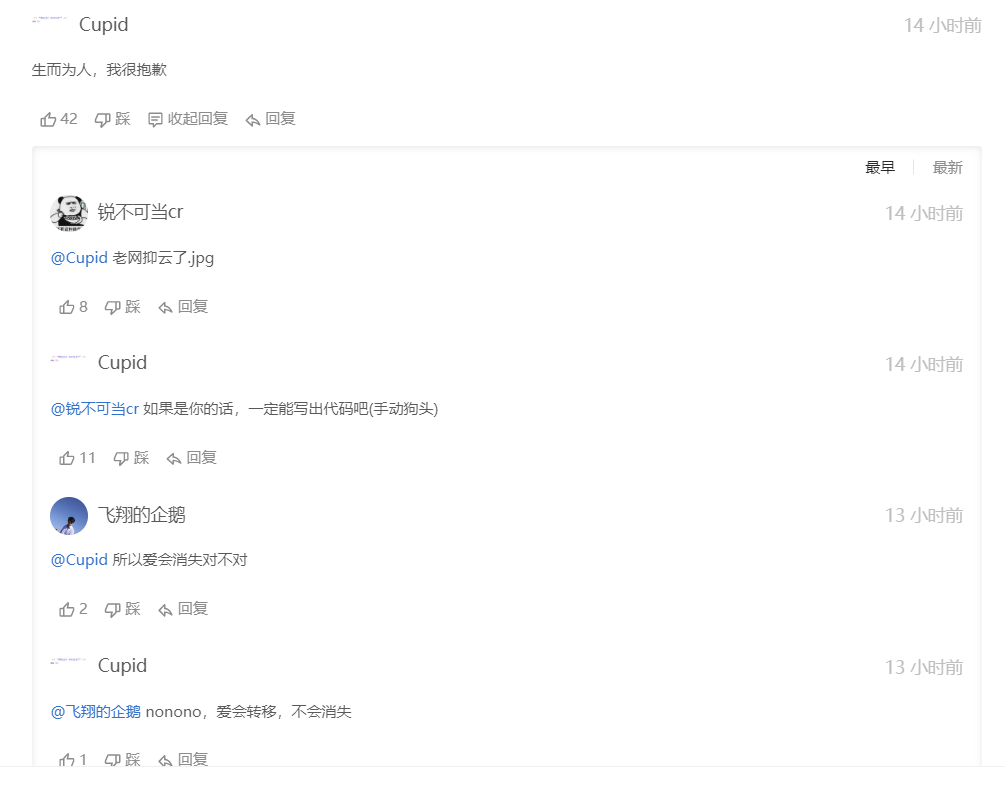 Cupid 14 小时前
生而为人，我很抱歉
42 踩 收起回复 回复
最早 最新
锐不可当cr 14 小时前
@Cupid 老网抑云了.jpg
8 踩 回复
Cupid 14 小时前
@锐不可当cr 如果是你的话，一定能写出代码吧(手动狗头)
11 踩 回复
飞翔的企鹅 13 小时前
@Cupid 所以爱会消失对不对
2 踩 回复
Cupid 13 小时前
@飞翔的企鹅 nonono，爱会转移，不会消失
1 踩 回复